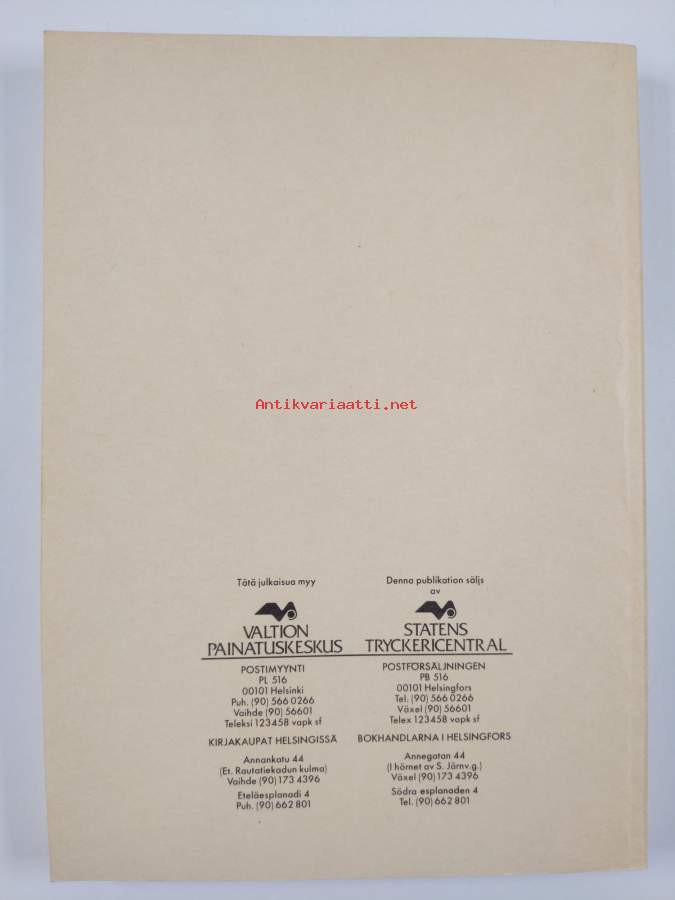 Antikvariaatti.net
Tätä julkaisua myy
VALTION
PAINATUSKESKUS
POSTIMYYNTI
PL 516
00101 Helsinki
Puh. (90) 566 0266
Vaihde (90) 56601
Teleksi 123458 vapk sf
KIRJAKAUPAT HELSINGISSÄ
Annankatu 44
(Et. Rautatiekadun kulma)
Vaihde (90) 173 4396
Eteläesplanadi 4
Puh. (90) 662 801
Denna publikation säljs
av
STATENS
TRYCKERICENTRAL
POSTFÖRSÄLJNINGEN
PB 516
00101 Helsingfors
Tel. (90) 566 0266
Växel (90) 56601
Telex 123458 vapk sf
BOKHANDLARNA I HELSINGFORS
Annegatan 44
(I hörnet av S. Järnv.g.)
Växel (90) 173 4396
Södra esplanaden 4
Tel. (90) 662 801